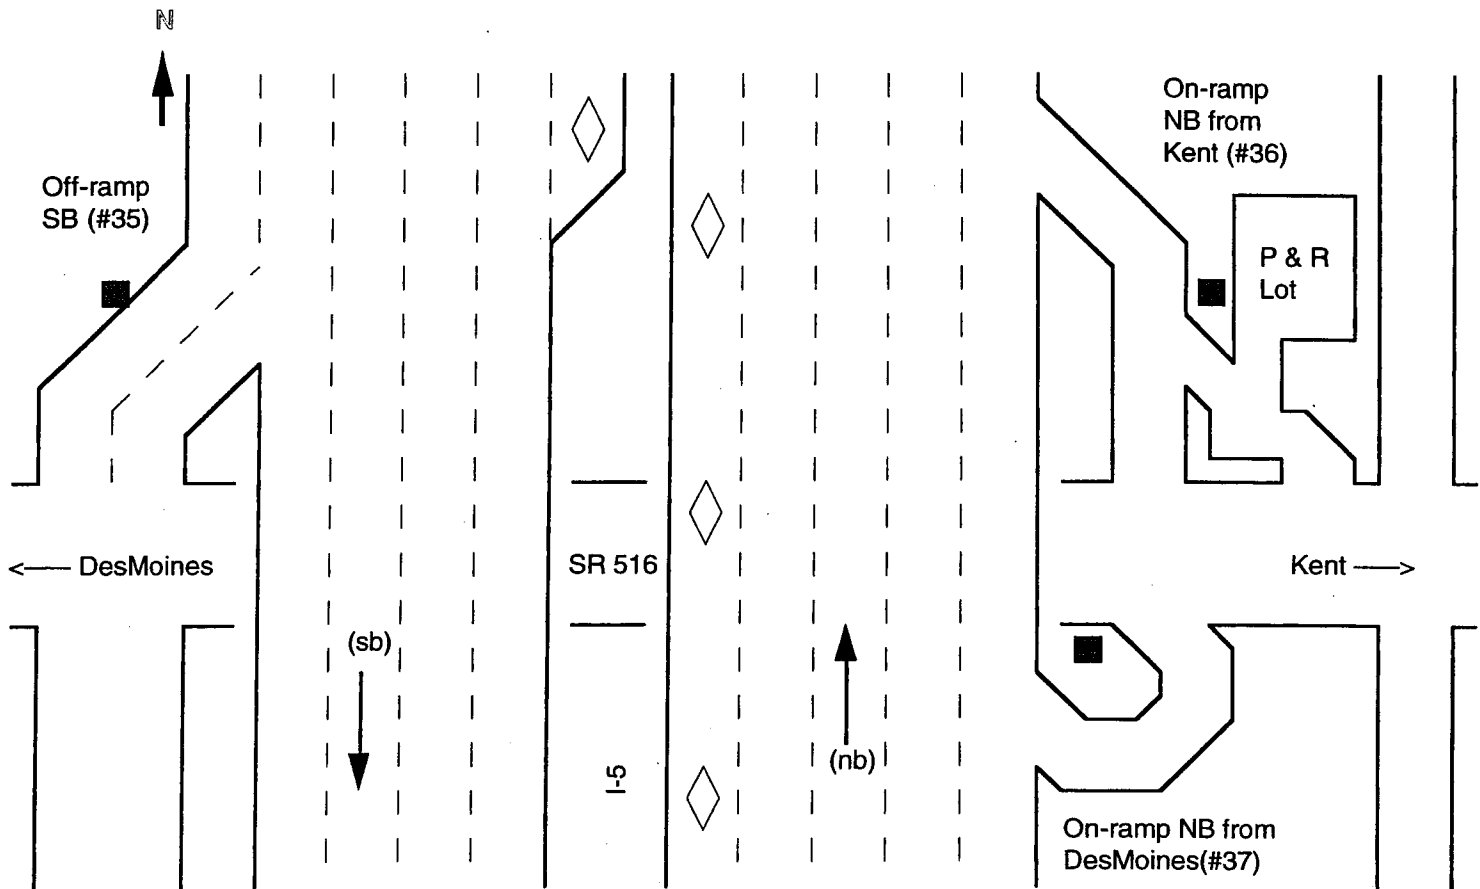 N
On-ramp
NB from
Kent (#36)
Off-ramp
SB (#35)
P & R
Lot
DesMoines
SR 516
Kent
(sb)
(nb)
I-5
On-ramp NB from
DesMoines(#37)